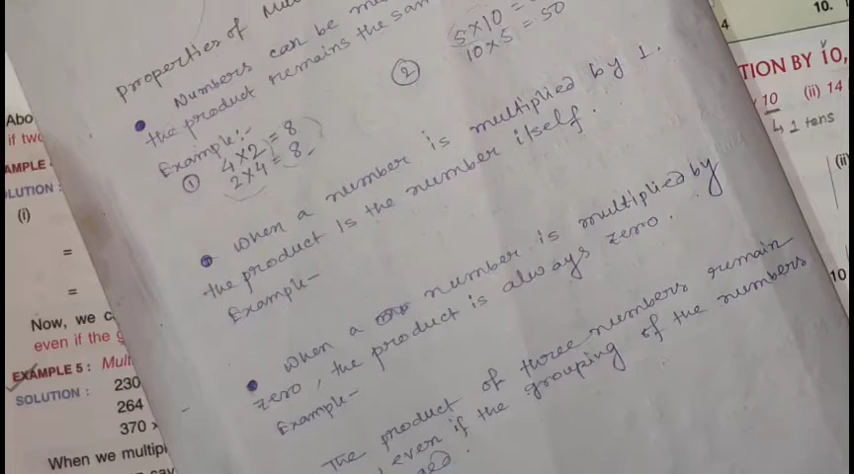 Properties of
Numbers can be
the product remains the sam
Example:-
① 4×2 = 8
2×4 = 8
② 5×10 =
10×5 = 50
When a number is multiplied by 1.
the product is the number itself.
Example-
When a number is multiplied by
zero, the product is always zero.
Example-
The product of three numbers remain
, even if the grouping of the numbers
Abo
if two
AMPLE
LUTION :
(i)
=
=
Now, we c
even if the g
EXAMPLE 5 : Mult
SOLUTION : 230
264
370 ×
When we multipl
4
10.
TION BY 10,
10 (ii) 14
↳ 1 tens
(ii)
10